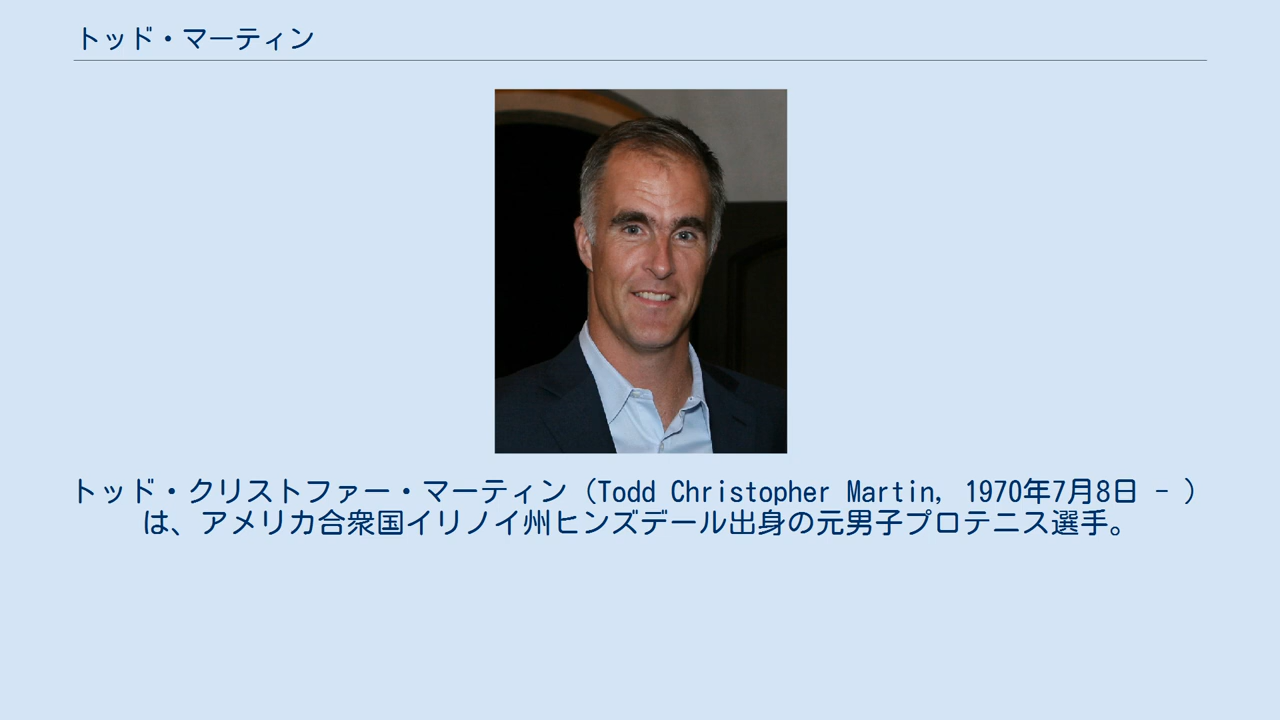 トッド・マーティン
トッド・クリストファー・マーティン（Todd Christopher Martin, 1970年7月8日 - ）
は、アメリカ合衆国イリノイ州ヒンズデール出身の元男子プロテニス選手。